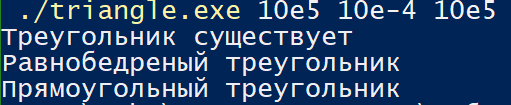 ./triangle.exe 10e5 10e-4 10e5
Треугольник существует
Равнобедреный треугольник
Прямоугольный треугольник